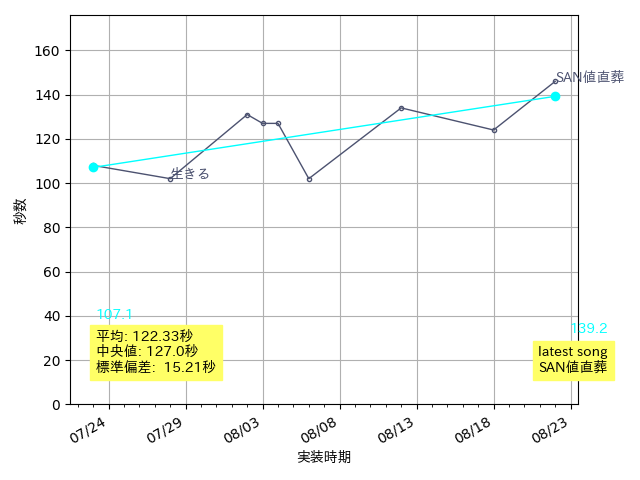 160
140
120
100
80
60
40
20
0
秒数
SAN値直葬
生きる
107.1
139.2
平均: 122.33秒
中央値: 127.0秒
標準偏差: 15.21秒
latest song
SAN値直葬
07/24
07/29
08/03
08/08
08/13
08/18
08/23
実装時期